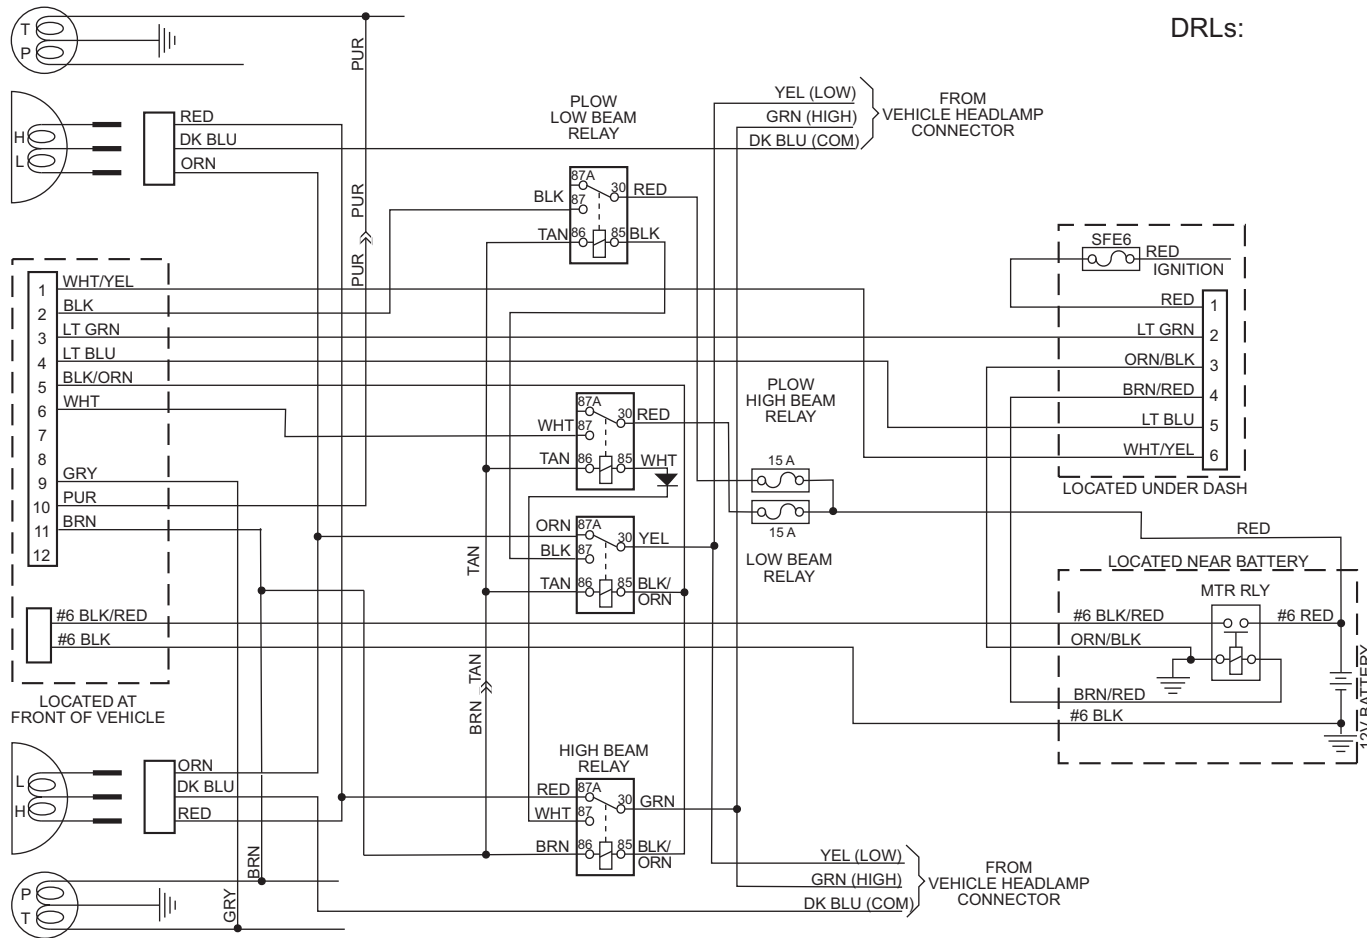 DRLs:
T
P
PUR
H
L
RED
DK BLU
ORN
PUR
PUR
PLOW
LOW BEAM
RELAY
87A
30
RED
BLK
87
TAN
86
85
BLK
YEL (LOW)
GRN (HIGH)
DK BLU (COM)
FROM
VEHICLE HEADLAMP
CONNECTOR
SFE6
RED
IGNITION
RED
1
LT GRN
2
ORN/BLK
3
BRN/RED
4
LT BLU
5
WHT/YEL
6
LOCATED UNDER DASH
1
WHT/YEL
2
BLK
3
LT GRN
4
LT BLU
5
BLK/ORN
6
WHT
7
8
9
GRY
10
PUR
11
BRN
12
#6 BLK/RED
#6 BLK
LOCATED AT
FRONT OF VEHICLE
87A
30
RED
WHT
87
TAN
86
85
WHT
PLOW
HIGH BEAM
RELAY
15 A
15 A
LOW BEAM
RELAY
ORN
87A
30
YEL
BLK
87
TAN
86
85
BLK/
ORN
TAN
TAN
BRN
RED
LOCATED NEAR BATTERY
MTR RLY
#6 BLK/RED
#6 RED
ORN/BLK
BRN/RED
#6 BLK
12V BATTERY
L
H
ORN
DK BLU
RED
HIGH BEAM
RELAY
RED
87A
30
GRN
WHT
87
BRN
86
85
BLK/
ORN
YEL (LOW)
GRN (HIGH)
DK BLU (COM)
FROM
VEHICLE HEADLAMP
CONNECTOR
BRN
GRY
P
T